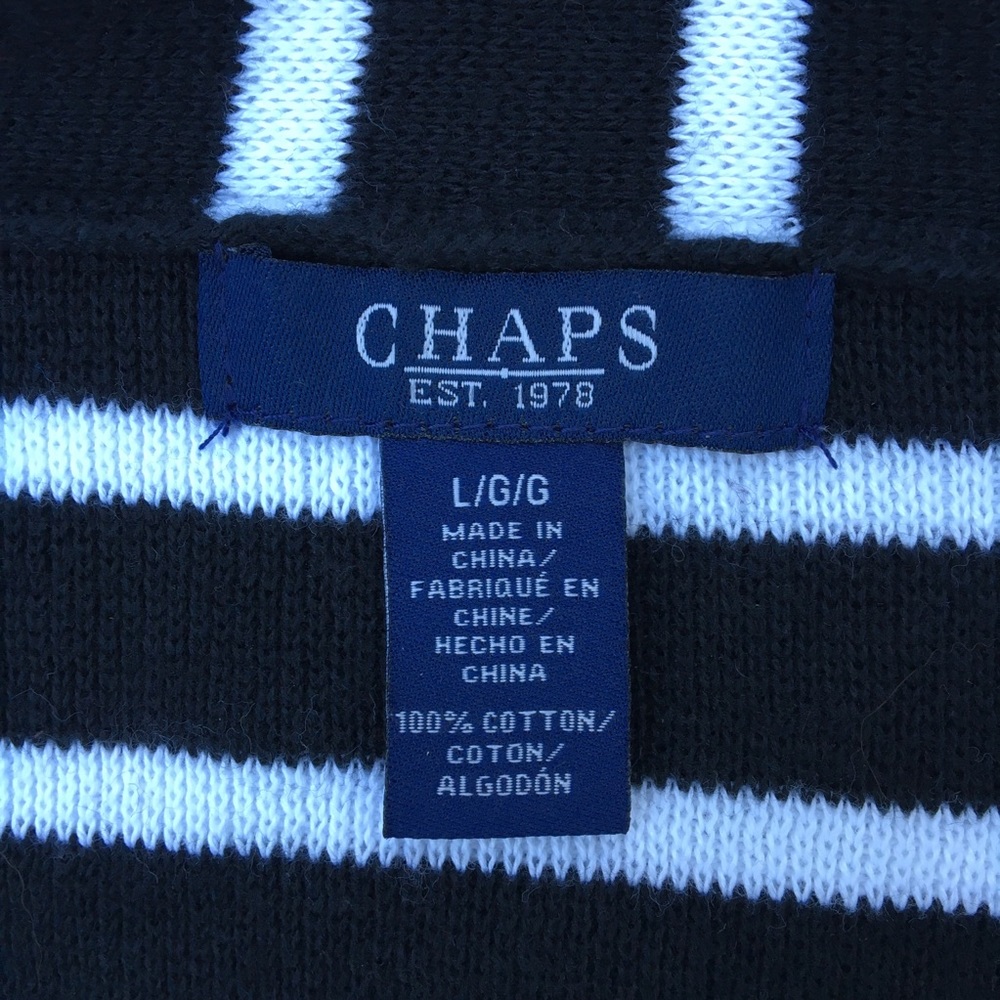 CHAPS
EST. 1978
L/G/G
MADE IN
CHINA/
FABRIQUÉ EN
CHINE/
HECHO EN
CHINA
100% COTTON/
COTON/
ALGODÓN